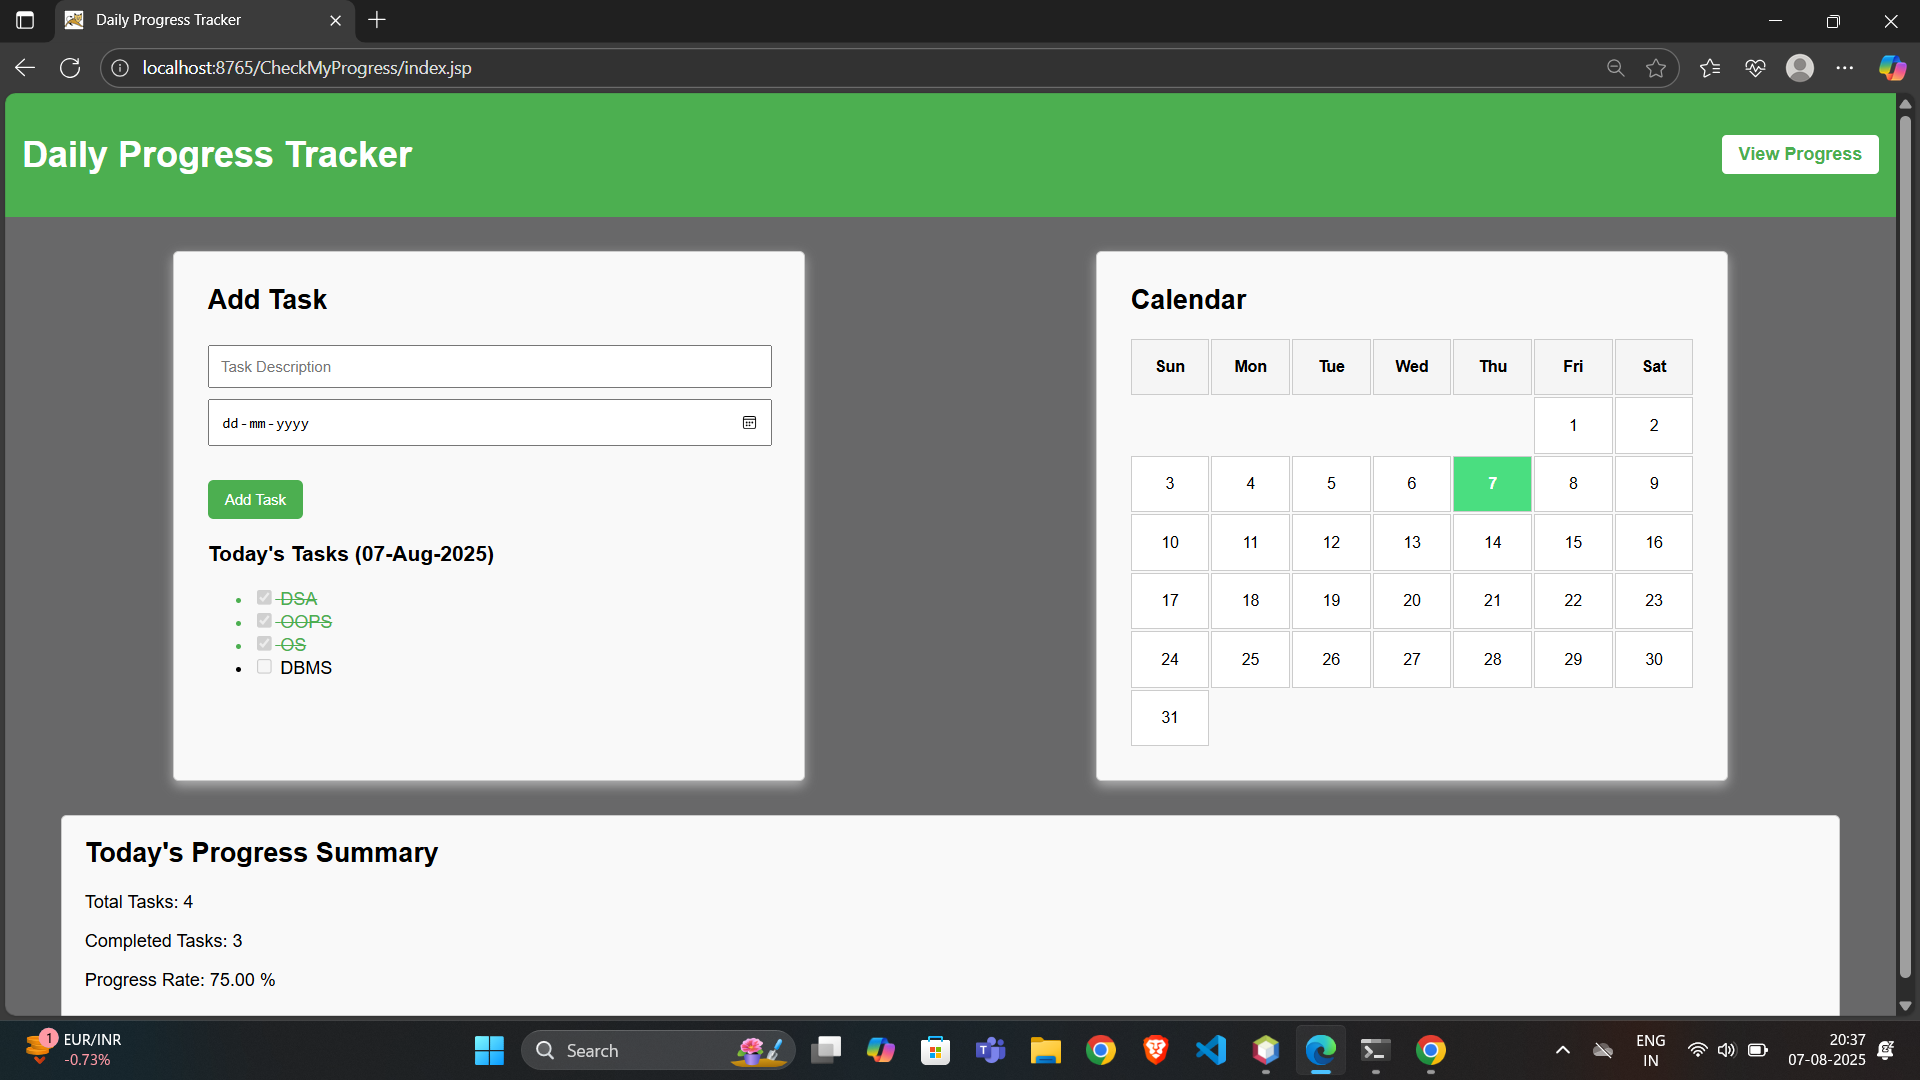 Daily Progress Tracker
localhost:8765/CheckMyProgress/index.jsp
Daily Progress Tracker
View Progress
Add Task
Task Description
dd-mm-yyyy
Add Task
Today's Tasks (07-Aug-2025)
DSA
OOPS
OS
DBMS
Calendar
Sun Mon Tue Wed Thu Fri Sat
1 2
3 4 5 6 7 8 9
10 11 12 13 14 15 16
17 18 19 20 21 22 23
24 25 26 27 28 29 30
31
Today's Progress Summary
Total Tasks: 4
Completed Tasks: 3
Progress Rate: 75.00 %
1
EUR/INR
-0.73%
Search
ENG
IN
20:37
07-08-2025